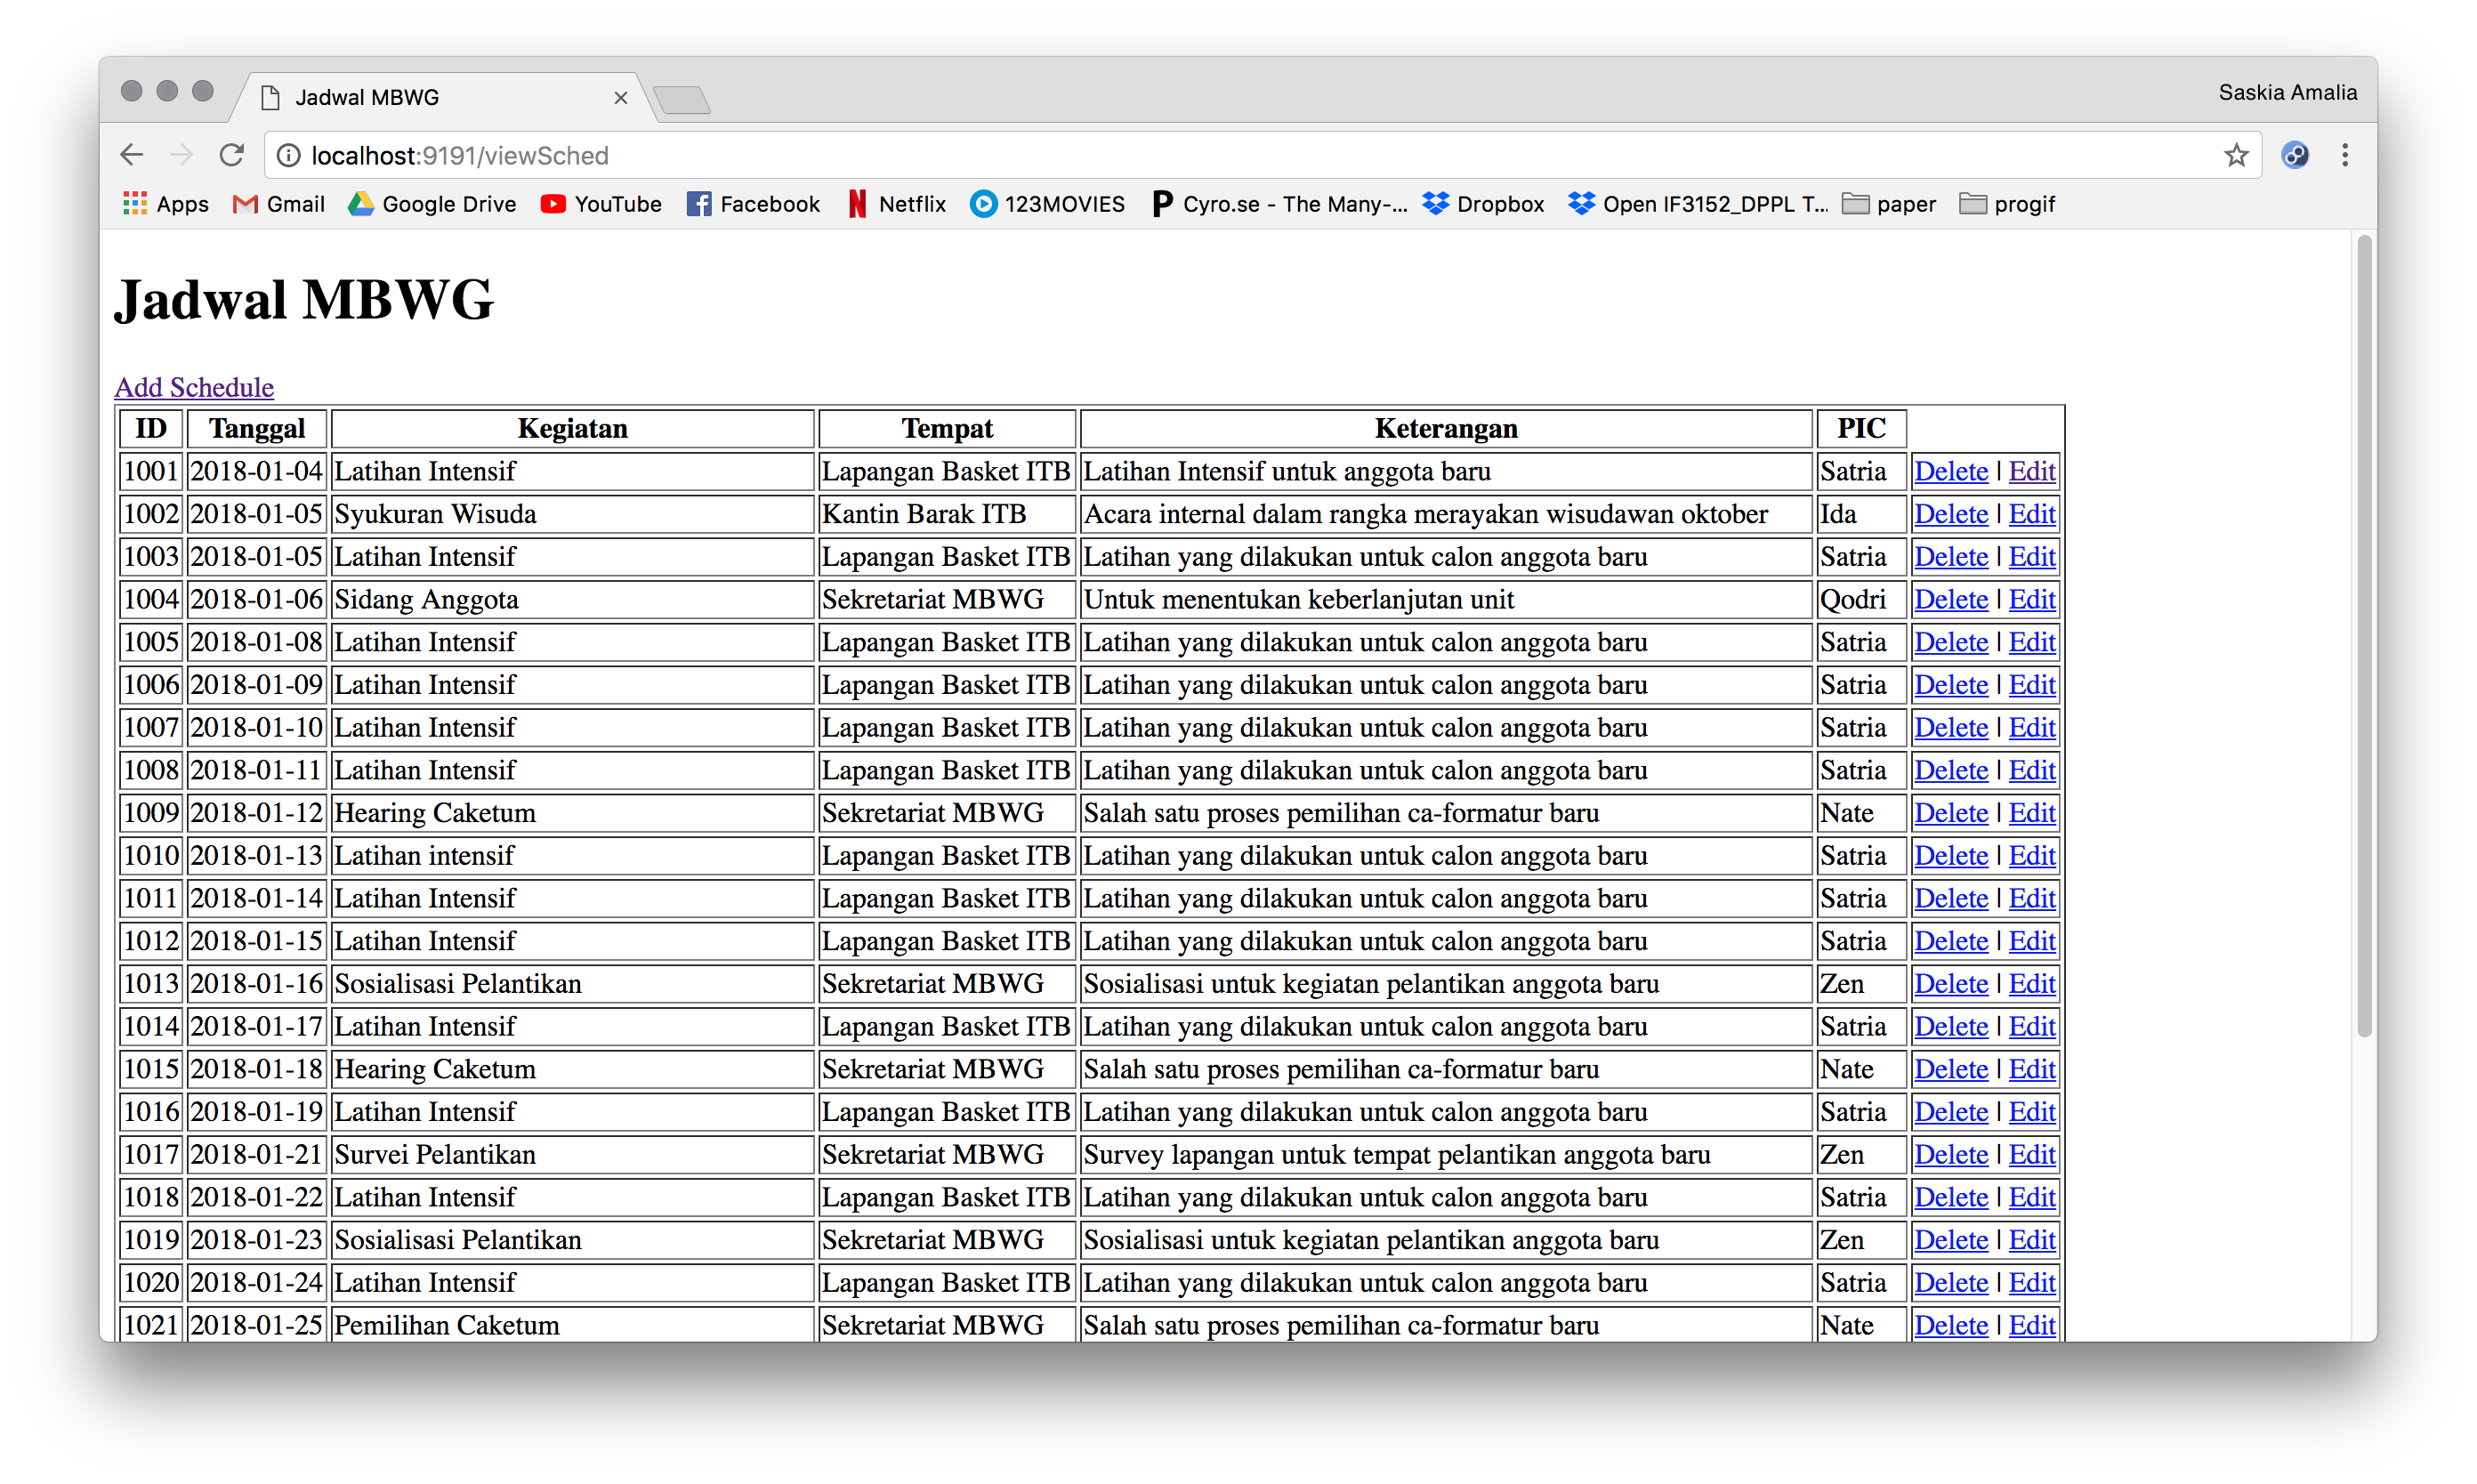 Jadwal MBWG
Saskia Amalia
localhost:9191/viewSched
Apps Gmail Google Drive YouTube Facebook Netflix 123MOVIES Cyro.se - The Many-... Dropbox Open IF3152_DPPL T... paper progif
Jadwal MBWG
Add Schedule
ID Tanggal Kegiatan Tempat Keterangan PIC
1001 2018-01-04 Latihan Intensif Lapangan Basket ITB Latihan Intensif untuk anggota baru Satria Delete | Edit
1002 2018-01-05 Syukuran Wisuda Kantin Barak ITB Acara internal dalam rangka merayakan wisudawan oktober Ida Delete | Edit
1003 2018-01-05 Latihan Intensif Lapangan Basket ITB Latihan yang dilakukan untuk calon anggota baru Satria Delete | Edit
1004 2018-01-06 Sidang Anggota Sekretariat MBWG Untuk menentukan keberlanjutan unit Qodri Delete | Edit
1005 2018-01-08 Latihan Intensif Lapangan Basket ITB Latihan yang dilakukan untuk calon anggota baru Satria Delete | Edit
1006 2018-01-09 Latihan Intensif Lapangan Basket ITB Latihan yang dilakukan untuk calon anggota baru Satria Delete | Edit
1007 2018-01-10 Latihan Intensif Lapangan Basket ITB Latihan yang dilakukan untuk calon anggota baru Satria Delete | Edit
1008 2018-01-11 Latihan Intensif Lapangan Basket ITB Latihan yang dilakukan untuk calon anggota baru Satria Delete | Edit
1009 2018-01-12 Hearing Caketum Sekretariat MBWG Salah satu proses pemilihan ca-formatur baru Nate Delete | Edit
1010 2018-01-13 Latihan intensif Lapangan Basket ITB Latihan yang dilakukan untuk calon anggota baru Satria Delete | Edit
1011 2018-01-14 Latihan Intensif Lapangan Basket ITB Latihan yang dilakukan untuk calon anggota baru Satria Delete | Edit
1012 2018-01-15 Latihan Intensif Lapangan Basket ITB Latihan yang dilakukan untuk calon anggota baru Satria Delete | Edit
1013 2018-01-16 Sosialisasi Pelantikan Sekretariat MBWG Sosialisasi untuk kegiatan pelantikan anggota baru Zen Delete | Edit
1014 2018-01-17 Latihan Intensif Lapangan Basket ITB Latihan yang dilakukan untuk calon anggota baru Satria Delete | Edit
1015 2018-01-18 Hearing Caketum Sekretariat MBWG Salah satu proses pemilihan ca-formatur baru Nate Delete | Edit
1016 2018-01-19 Latihan Intensif Lapangan Basket ITB Latihan yang dilakukan untuk calon anggota baru Satria Delete | Edit
1017 2018-01-21 Survei Pelantikan Sekretariat MBWG Survey lapangan untuk tempat pelantikan anggota baru Zen Delete | Edit
1018 2018-01-22 Latihan Intensif Lapangan Basket ITB Latihan yang dilakukan untuk calon anggota baru Satria Delete | Edit
1019 2018-01-23 Sosialisasi Pelantikan Sekretariat MBWG Sosialisasi untuk kegiatan pelantikan anggota baru Zen Delete | Edit
1020 2018-01-24 Latihan Intensif Lapangan Basket ITB Latihan yang dilakukan untuk calon anggota baru Satria Delete | Edit
1021 2018-01-25 Pemilihan Caketum Sekretariat MBWG Salah satu proses pemilihan ca-formatur baru Nate Delete | Edit